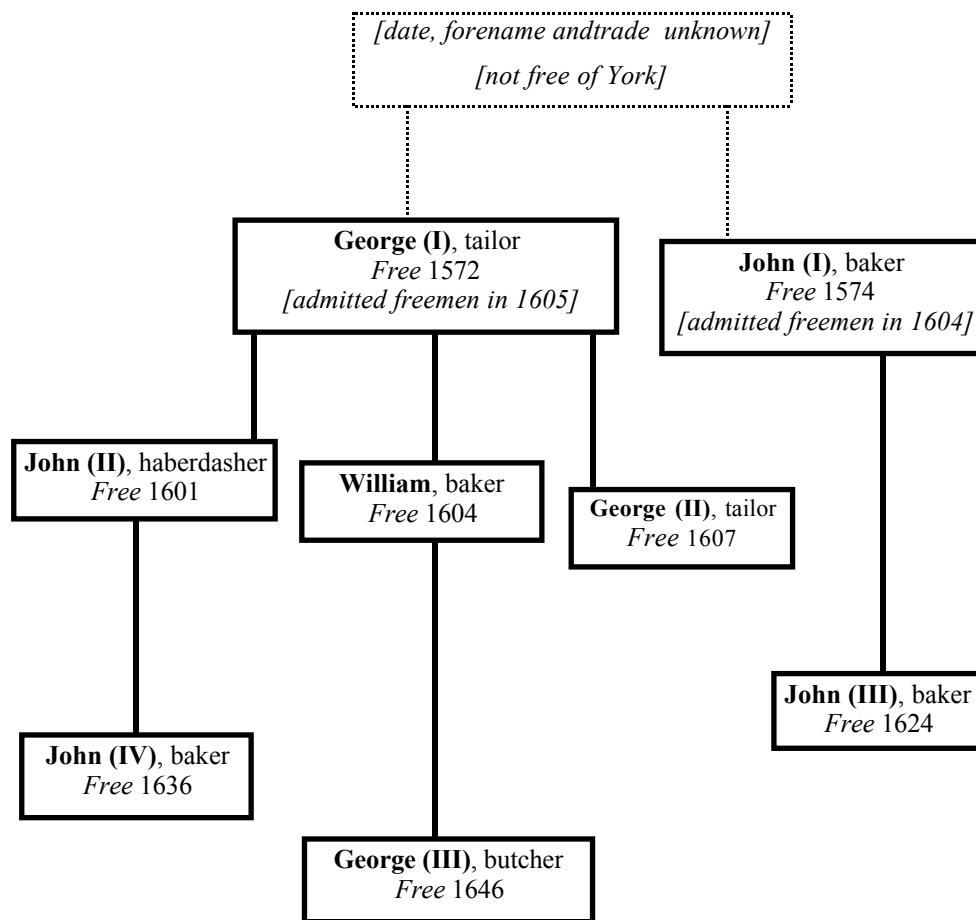 [date, forename andtrade unknown]
[not free of York]
George (I), tailor
Free 1572
[admitted freemen in 1605]
John (I), baker
Free 1574
[admitted freemen in 1604]
John (II), haberdasher
Free 1601
William, baker
Free 1604
George (II), tailor
Free 1607
John (III), baker
Free 1624
John (IV), baker
Free 1636
George (III), butcher
Free 1646